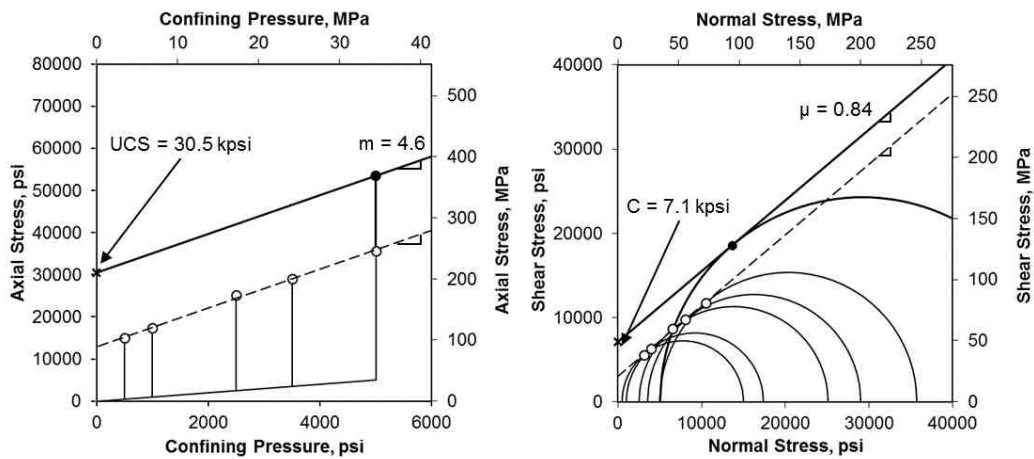 Confining Pressure, MPa
0 10 20 30 40
80000
70000
60000
50000
40000
30000
20000
10000
0
Axial Stress, psi
UCS = 30.5 kpsi
m = 4.6
500
400
300
200
100
0
Axial Stress, MPa
0 2000 4000 6000
Confining Pressure, psi
Normal Stress, MPa
0 50 100 150 200 250
40000
30000
20000
10000
0
Shear Stress, psi
μ = 0.84
C = 7.1 kpsi
250
200
150
100
50
0
Shear Stress, MPa
0 10000 20000 30000 40000
Normal Stress, psi